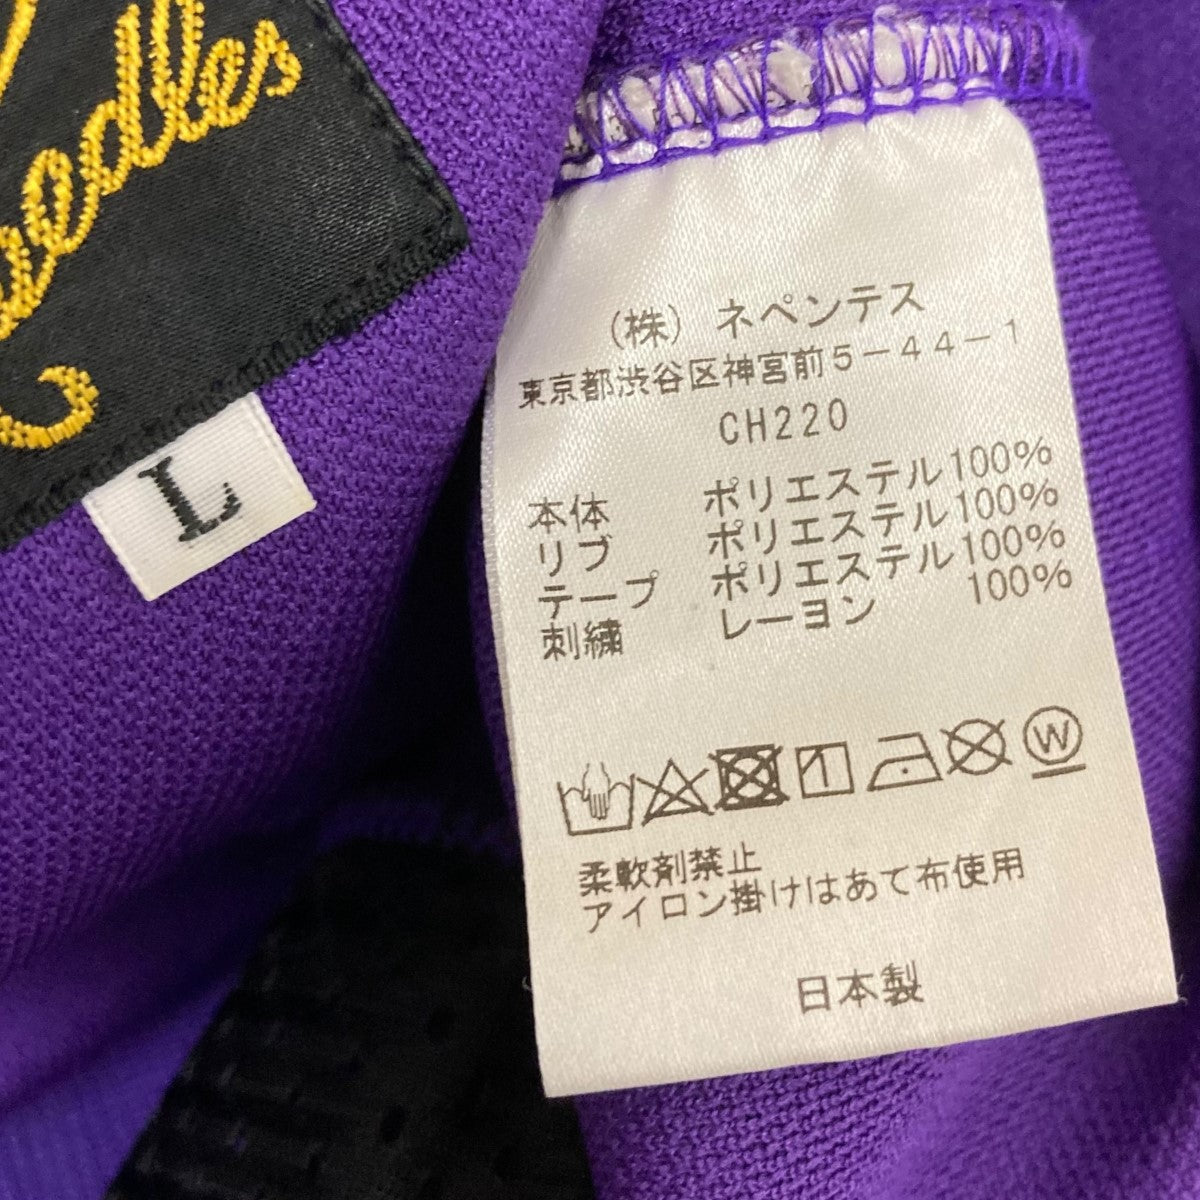 Needles
L
(株) ネペンテス
東京都渋谷区神宮前5-44-1
CH220
本体 ポリエステル100%
リブ ポリエステル100%
テープ ポリエステル100%
刺繍 レーヨン 100%
W
柔軟剤禁止
アイロン掛けはあて布使用
日本製